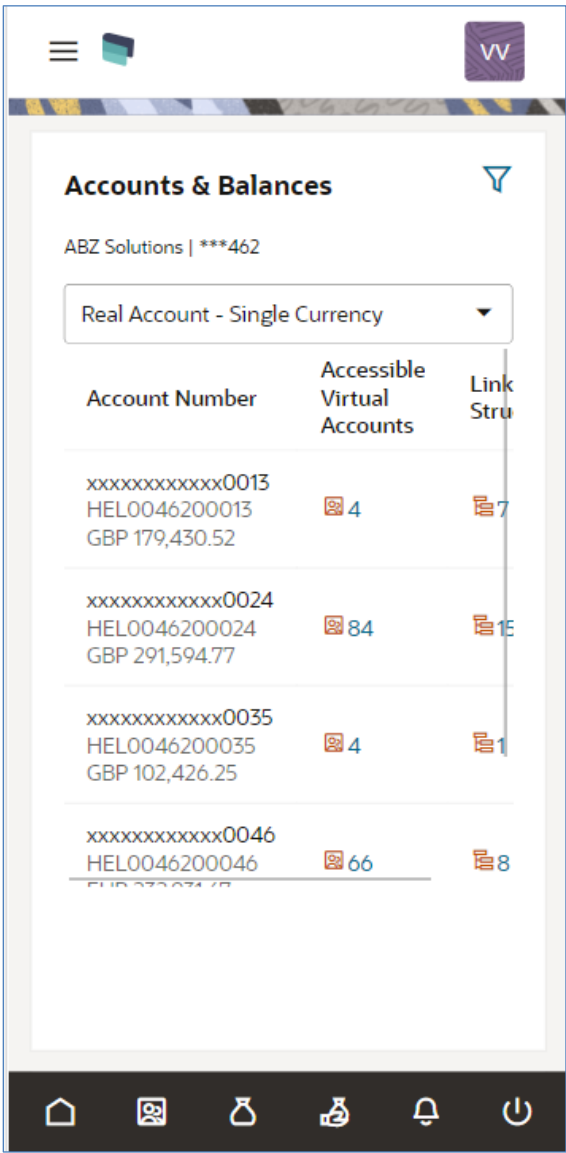 VV
Accounts & Balances
ABZ Solutions | ***462
Real Account - Single Currency
Account Number
Accessible
Virtual
Accounts
Link
Stru
xxxxxxxxxxxx0013
HEL0046200013
GBP 179,430.52
4
7
xxxxxxxxxxxx0024
HEL0046200024
GBP 291,594.77
84
15
xxxxxxxxxxxx0035
HEL0046200035
GBP 102,426.25
4
1
xxxxxxxxxxxx0046
HEL0046200046
66
8